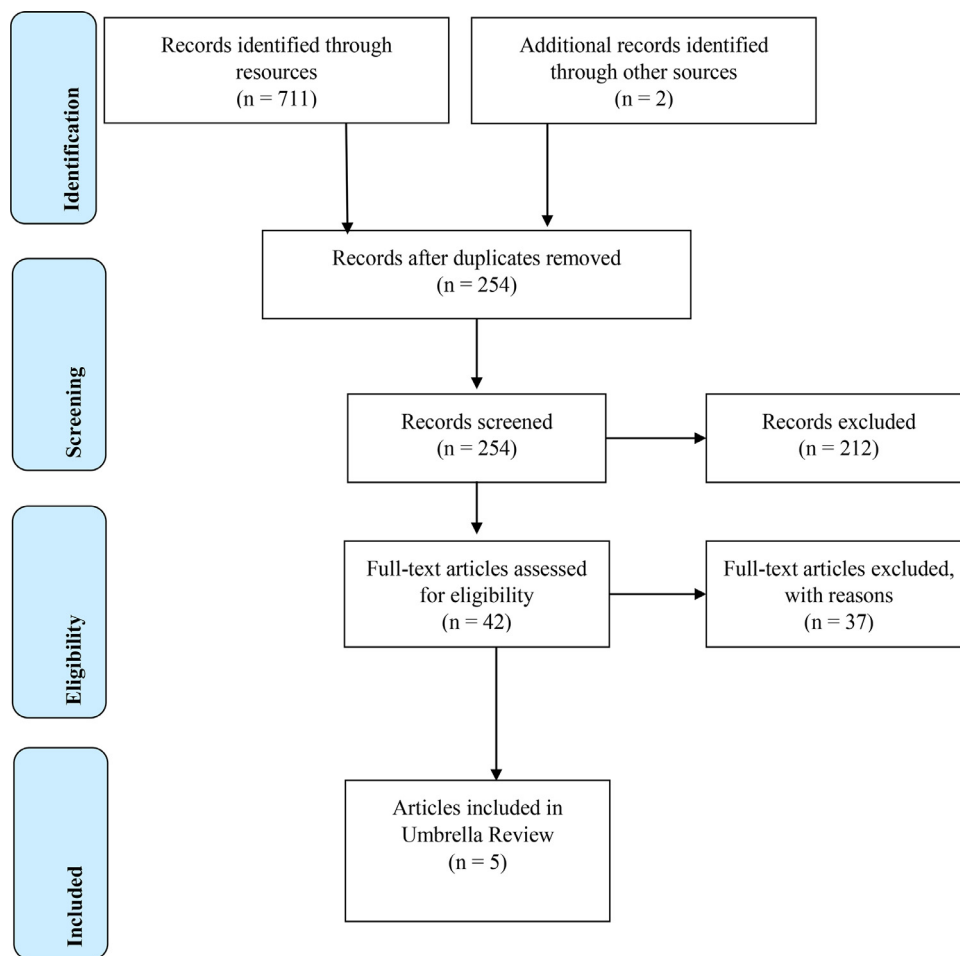 Identification
Records identified through
resources
(n = 711)
Additional records identified
through other sources
(n = 2)
Records after duplicates removed
(n = 254)
Screening
Records screened
(n = 254)
Records excluded
(n = 212)
Eligibility
Full-text articles assessed
for eligibility
(n = 42)
Full-text articles excluded,
with reasons
(n = 37)
Included
Articles included in
Umbrella Review
(n = 5)